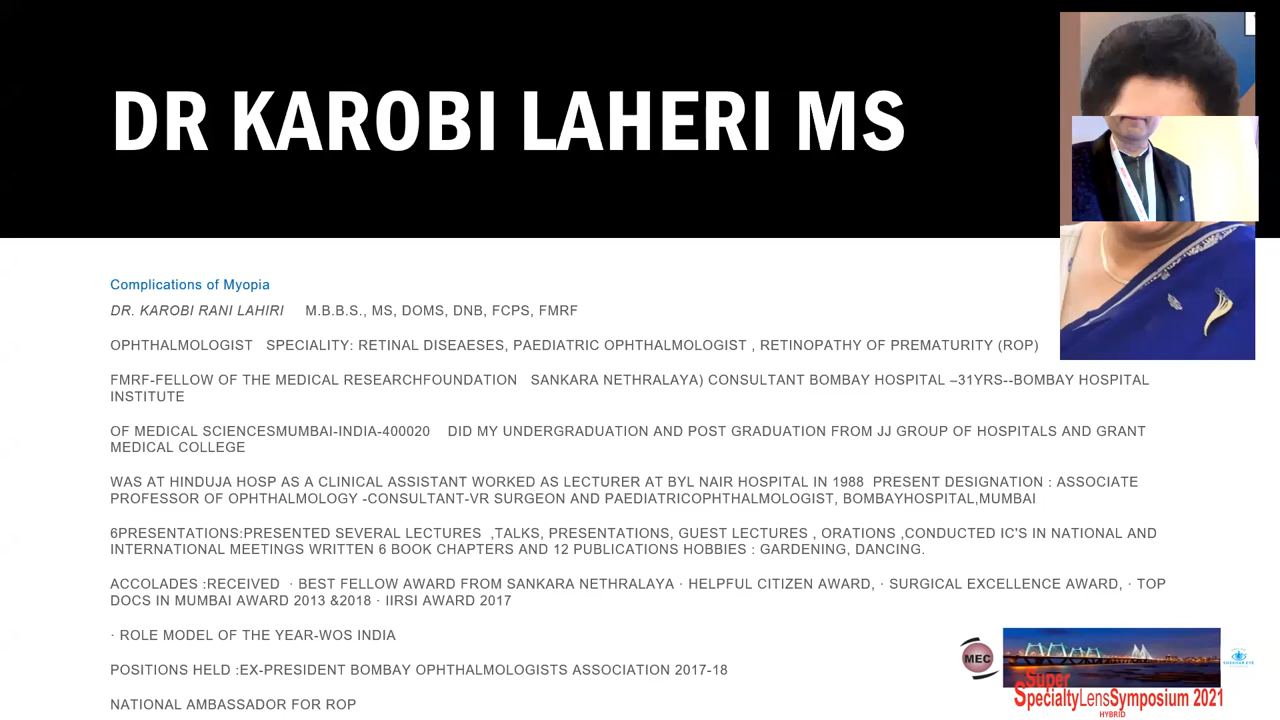 DR KAROBI LAHERI MS
Complications of Myopia
DR. KAROBI RANI LAHIRI M.B.B.S., MS, DOMS, DNB, FCPS, FMRF
OPHTHALMOLOGIST SPECIALITY: RETINAL DISEAESES, PAEDIATRIC OPHTHALMOLOGIST , RETINOPATHY OF PREMATURITY (ROP)
FMRF-FELLOW OF THE MEDICAL RESEARCHFOUNDATION SANKARA NETHRALAYA) CONSULTANT BOMBAY HOSPITAL –31YRS--BOMBAY HOSPITAL
INSTITUTE
OF MEDICAL SCIENCESMUMBAI-INDIA-400020 DID MY UNDERGRADUATION AND POST GRADUATION FROM JJ GROUP OF HOSPITALS AND GRANT
MEDICAL COLLEGE
WAS AT HINDUJA HOSP AS A CLINICAL ASSISTANT WORKED AS LECTURER AT BYL NAIR HOSPITAL IN 1988 PRESENT DESIGNATION : ASSOCIATE
PROFESSOR OF OPHTHALMOLOGY -CONSULTANT-VR SURGEON AND PAEDIATRICOPHTHALMOLOGIST, BOMBAYHOSPITAL,MUMBAI
6PRESENTATIONS:PRESENTED SEVERAL LECTURES ,TALKS, PRESENTATIONS, GUEST LECTURES , ORATIONS ,CONDUCTED IC'S IN NATIONAL AND
INTERNATIONAL MEETINGS WRITTEN 6 BOOK CHAPTERS AND 12 PUBLICATIONS HOBBIES : GARDENING, DANCING.
ACCOLADES :RECEIVED · BEST FELLOW AWARD FROM SANKARA NETHRALAYA · HELPFUL CITIZEN AWARD, · SURGICAL EXCELLENCE AWARD, · TOP
DOCS IN MUMBAI AWARD 2013 &2018 · IIRSI AWARD 2017
· ROLE MODEL OF THE YEAR-WOS INDIA
POSITIONS HELD :EX-PRESIDENT BOMBAY OPHTHALMOLOGISTS ASSOCIATION 2017-18
NATIONAL AMBASSADOR FOR ROP
MEC
Super
SpecialtyLensSymposium 2021
HYBRID